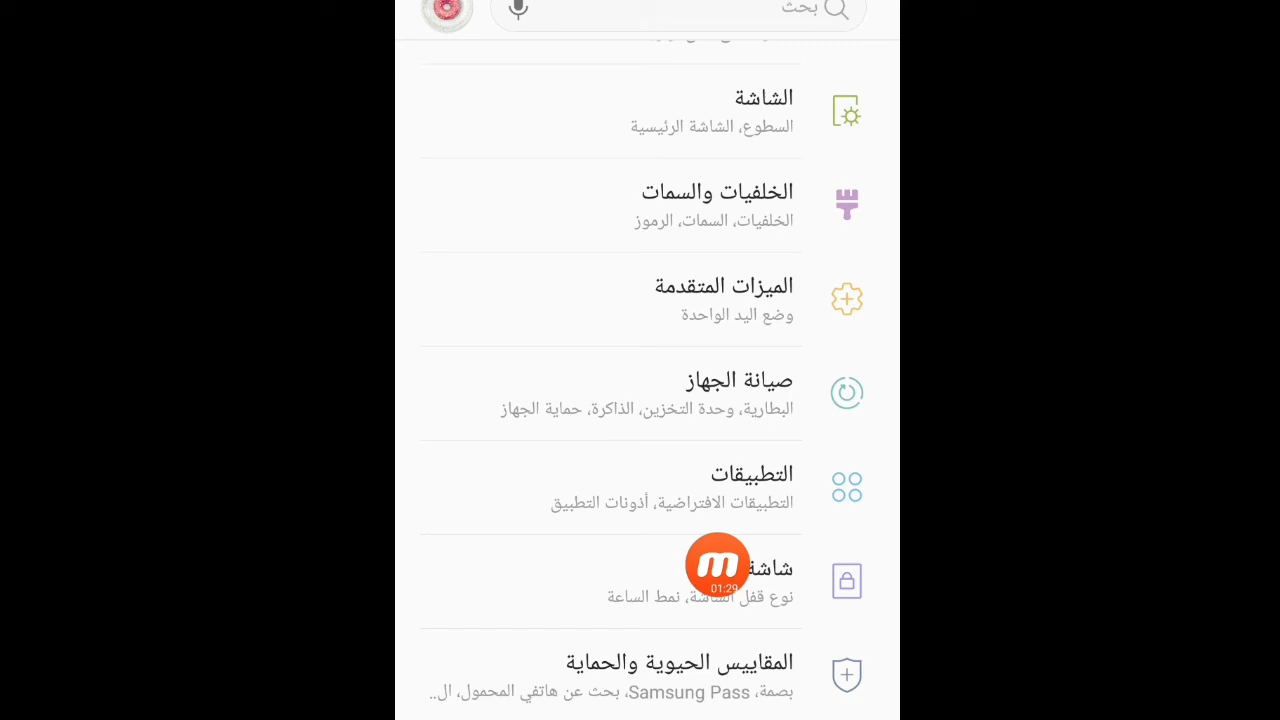 بحث
الشاشة
السطوع، الشاشة الرئيسية
الخلفيات والسمات
الخلفيات، السمات، الرموز
الميزات المتقدمة
وضع اليد الواحدة
صيانة الجهاز
البطارية، وحدة التخزين، الذاكرة، حماية الجهاز
التطبيقات
التطبيقات الافتراضية، أذونات التطبيق
شاشة
m
01:29
نوع قفل الشاشة، نمط الساعة
المقاييس الحيوية والحماية
بصمة، Samsung Pass، بحث عن هاتفي المحمول، ال..